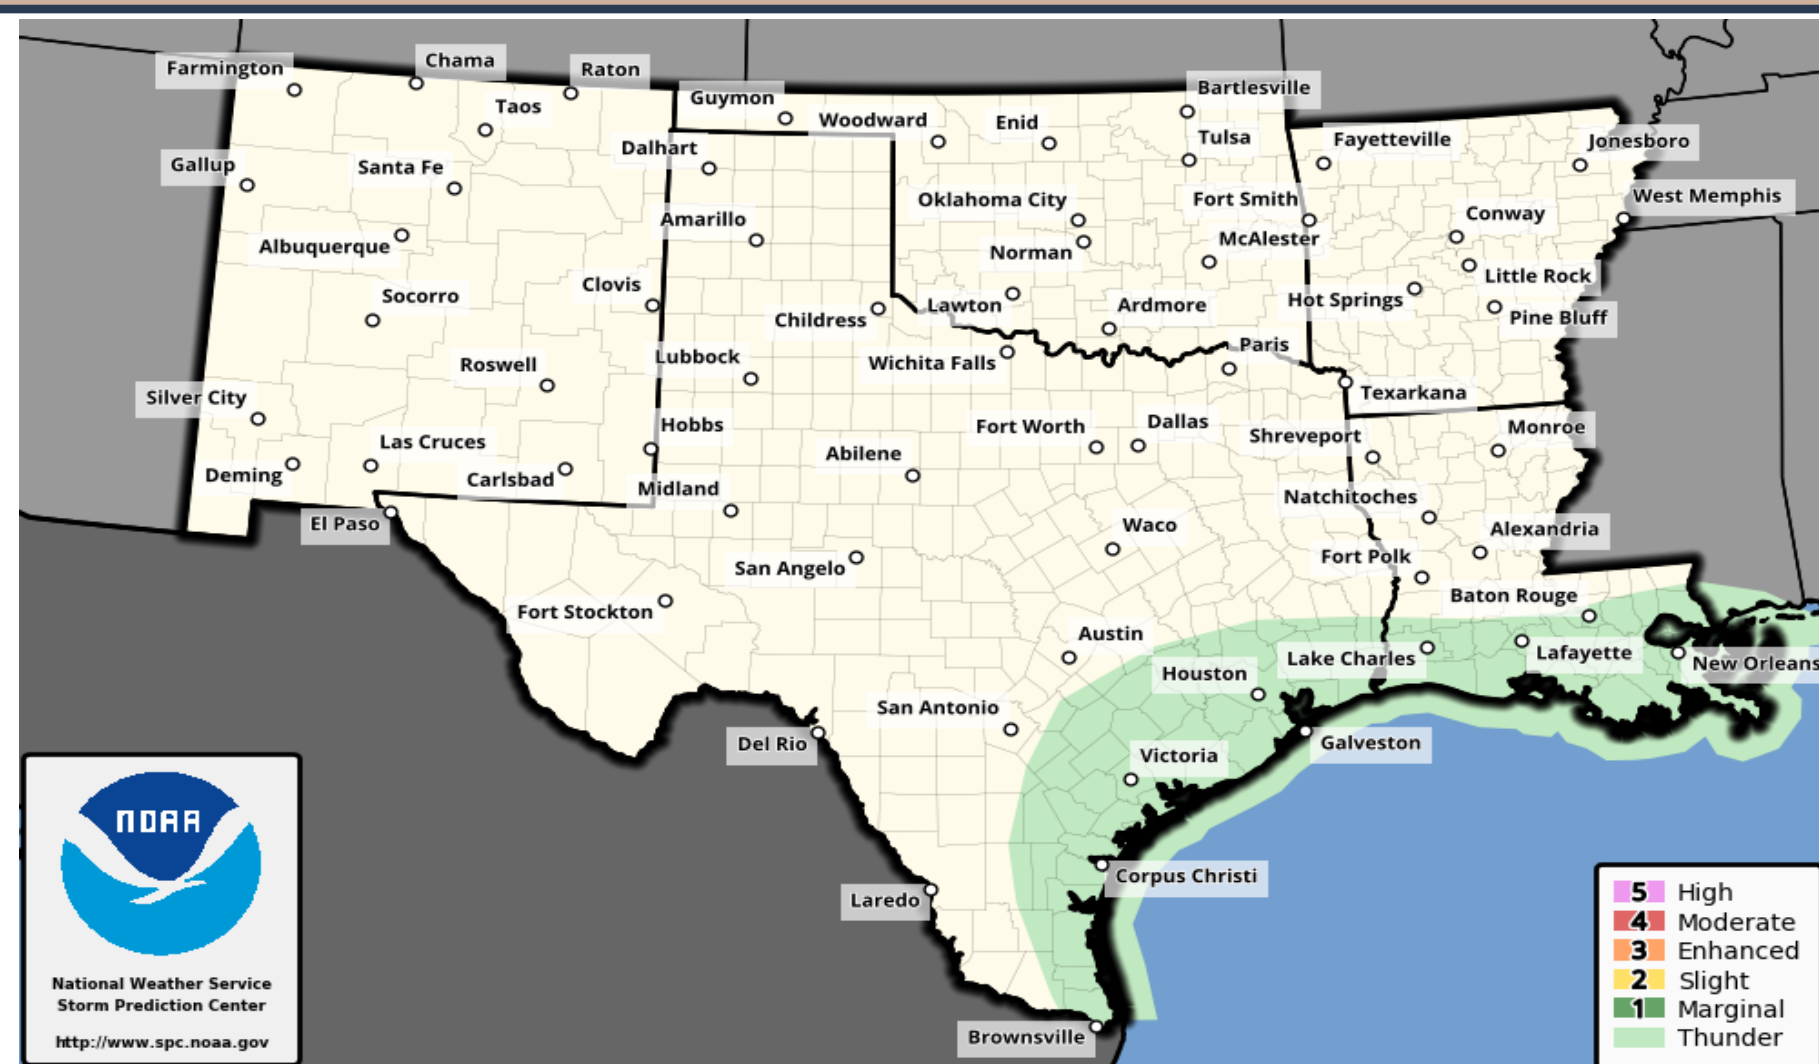 Farmington
Chama
Raton
Taos
Guymon
Woodward
Enid
Bartlesville
Tulsa
Fayetteville
Jonesboro
Gallup
Santa Fe
Dalhart
Oklahoma City
Fort Smith
Conway
West Memphis
Albuquerque
Amarillo
Norman
McAlester
Little Rock
Socorro
Clovis
Childress
Lawton
Ardmore
Hot Springs
Pine Bluff
Roswell
Lubbock
Wichita Falls
Paris
Texarkana
Silver City
Las Cruces
Hobbs
Abilene
Fort Worth
Dallas
Shreveport
Monroe
Deming
Carlsbad
Midland
Natchitoches
El Paso
Waco
Alexandria
San Angelo
Fort Polk
Fort Stockton
Baton Rouge
Austin
Lake Charles
Lafayette
New Orleans
Houston
San Antonio
Del Rio
Galveston
Victoria
Laredo
Corpus Christi
Brownsville
NOAA
National Weather Service
Storm Prediction Center
http://www.spc.noaa.gov
5 High
4 Moderate
3 Enhanced
2 Slight
1 Marginal
Thunder